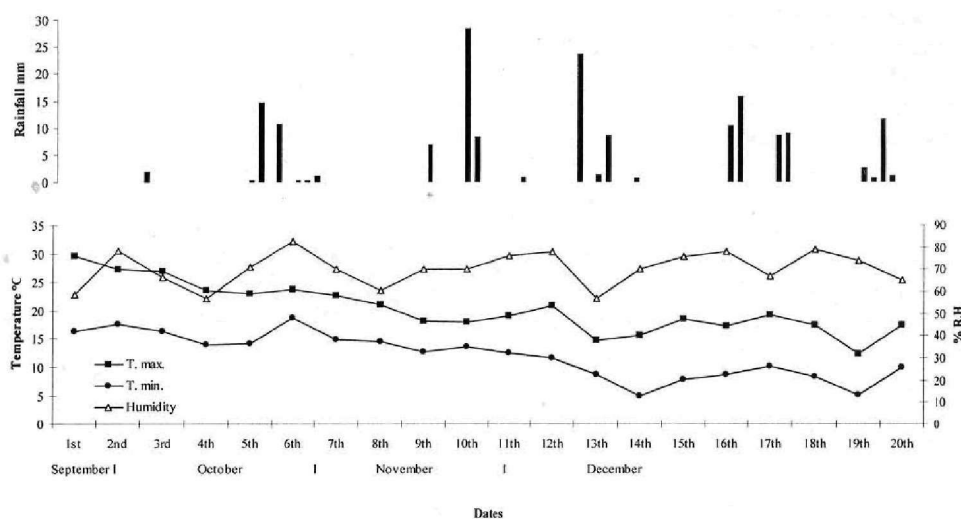 Rainfall mm
30
25
20
15
10
5
0
Temperature °C
35
30
25
20
15
10
5
0
T. max.
T. min.
Humidity
% R.H
90
80
70
60
50
40
30
20
10
0
1st 2nd 3rd 4th 5th 6th 7th 8th 9th 10th 11th 12th 13th 14th 15th 16th 17th 18th 19th 20th
September I October I November I December
Dates